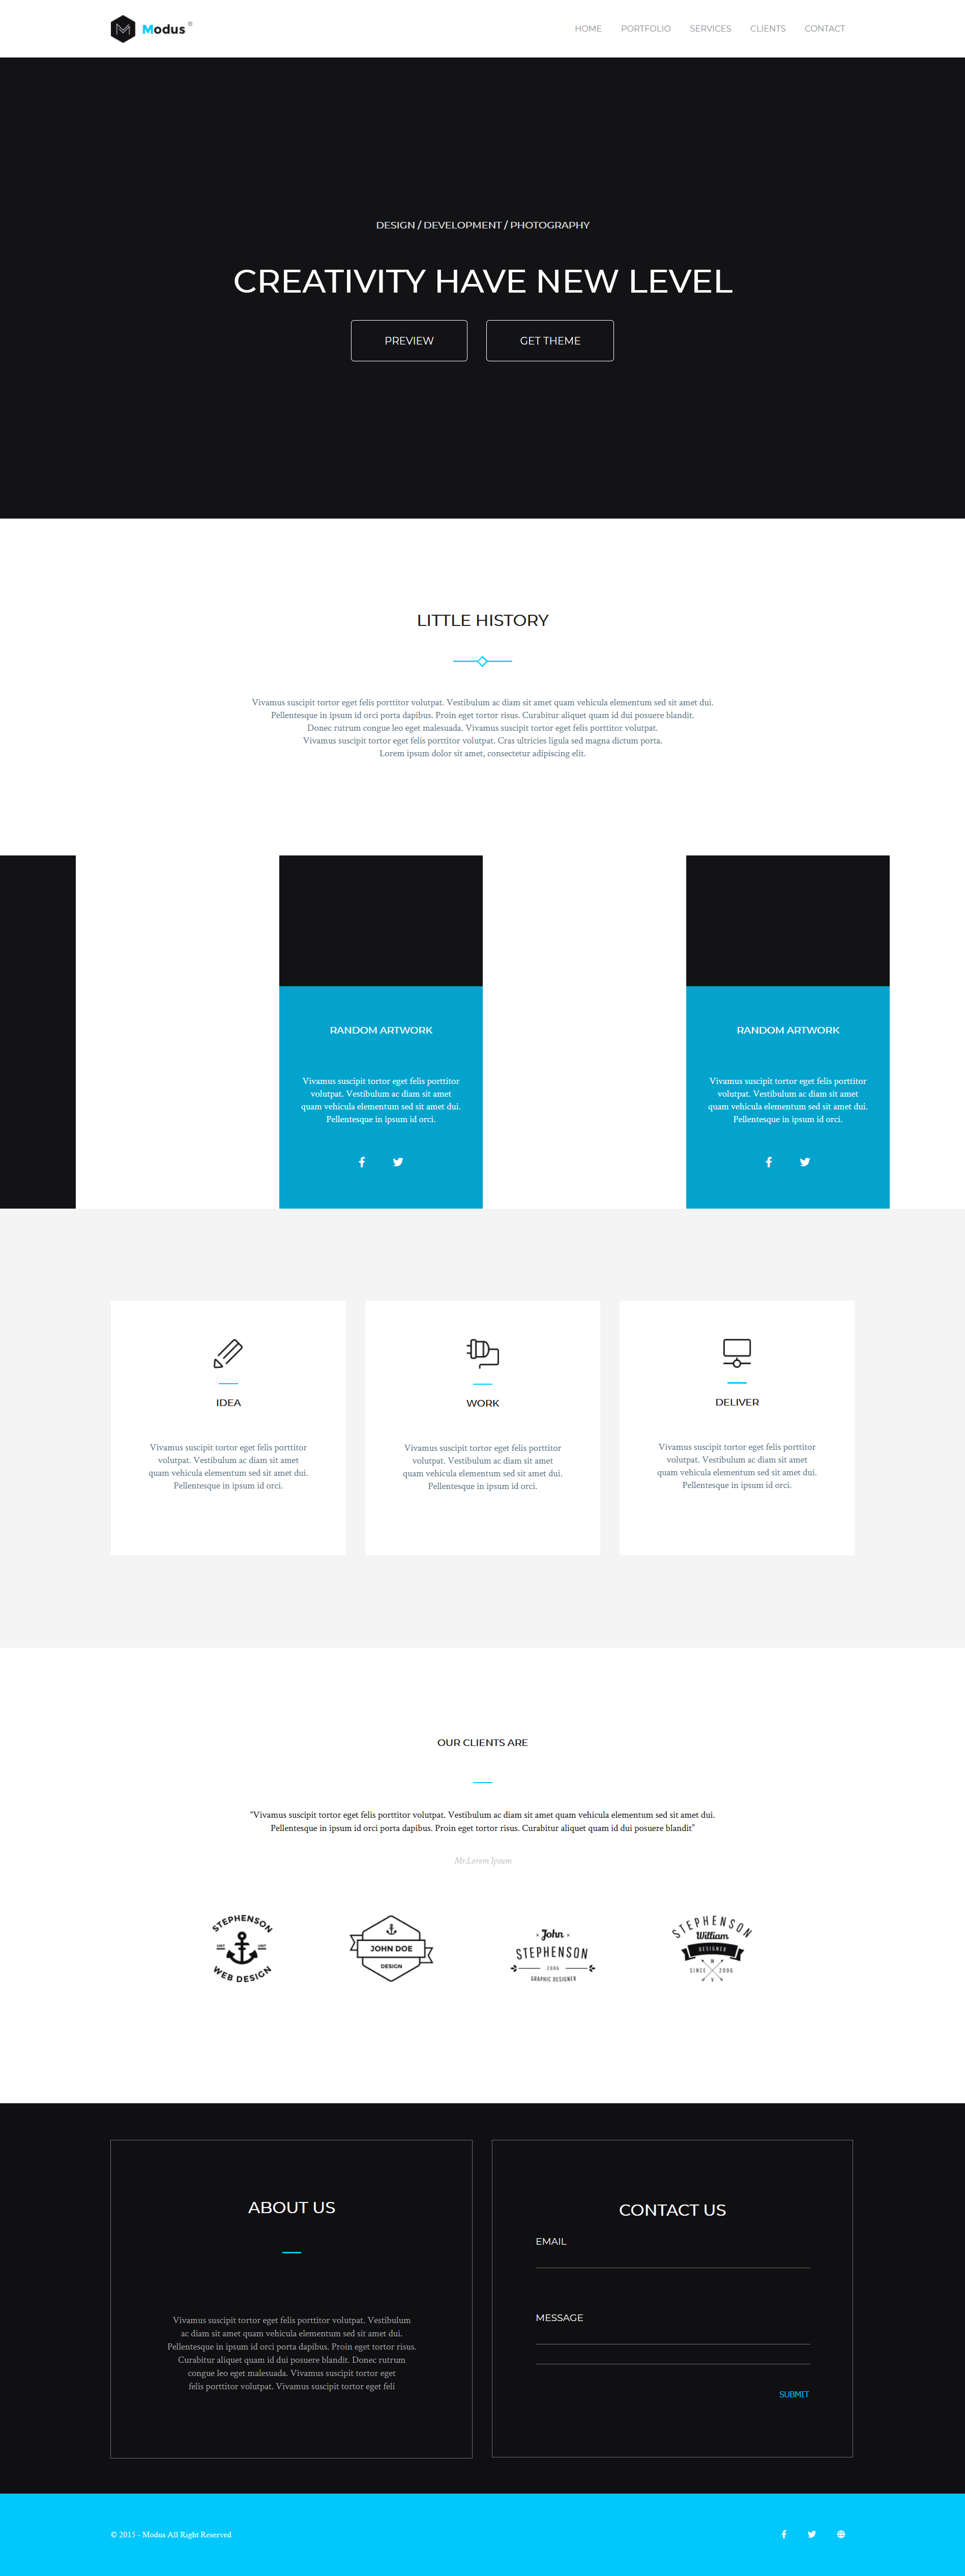 Modus ®
HOME PORTFOLIO SERVICES CLIENTS CONTACT
DESIGN / DEVELOPMENT / PHOTOGRAPHY
CREATIVITY HAVE NEW LEVEL
PREVIEW GET THEME
LITTLE HISTORY
Vivamus suscipit tortor eget felis porttitor volutpat. Vestibulum ac diam sit amet quam vehicula elementum sed sit amet dui.
Pellentesque in ipsum id orci porta dapibus. Proin eget tortor risus. Curabitur aliquet quam id dui posuere blandit.
Donec rutrum congue leo eget malesuada. Vivamus suscipit tortor eget felis porttitor volutpat.
Vivamus suscipit tortor eget felis porttitor volutpat. Cras ultricies ligula sed magna dictum porta.
Lorem ipsum dolor sit amet, consectetur adipiscing elit.
RANDOM ARTWORK
Vivamus suscipit tortor eget felis porttitor
volutpat. Vestibulum ac diam sit amet
quam vehicula elementum sed sit amet dui.
Pellentesque in ipsum id orci.
RANDOM ARTWORK
Vivamus suscipit tortor eget felis porttitor
volutpat. Vestibulum ac diam sit amet
quam vehicula elementum sed sit amet dui.
Pellentesque in ipsum id orci.
IDEA
Vivamus suscipit tortor eget felis porttitor
volutpat. Vestibulum ac diam sit amet
quam vehicula elementum sed sit amet dui.
Pellentesque in ipsum id orci.
WORK
Vivamus suscipit tortor eget felis porttitor
volutpat. Vestibulum ac diam sit amet
quam vehicula elementum sed sit amet dui.
Pellentesque in ipsum id orci.
DELIVER
Vivamus suscipit tortor eget felis porttitor
volutpat. Vestibulum ac diam sit amet
quam vehicula elementum sed sit amet dui.
Pellentesque in ipsum id orci.
OUR CLIENTS ARE
"Vivamus suscipit tortor eget felis porttitor volutpat. Vestibulum ac diam sit amet quam vehicula elementum sed sit amet dui.
Pellentesque in ipsum id orci porta dapibus. Proin eget tortor risus. Curabitur aliquet quam id dui posuere blandit”
Mr.Lorem Ipsum
STEPHENSON
WEB DESIGN
JOHN DOE
DESIGN
John
STEPHENSON
2006
GRAPHIC DESIGNER
STEPHENSON
William
DESIGNER
N
SINCE 2006
V
ABOUT US
Vivamus suscipit tortor eget felis porttitor volutpat. Vestibulum
ac diam sit amet quam vehicula elementum sed sit amet dui.
Pellentesque in ipsum id orci porta dapibus. Proin eget tortor risus.
Curabitur aliquet quam id dui posuere blandit. Donec rutrum
congue leo eget malesuada. Vivamus suscipit tortor eget
felis porttitor volutpat. Vivamus suscipit tortor eget feli
CONTACT US
EMAIL
MESSAGE
SUBMIT
© 2015 - Modus All Right Reserved